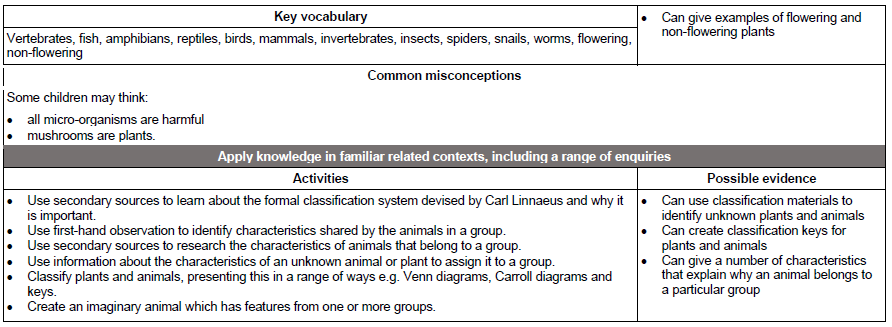 Key vocabulary
Vertebrates, fish, amphibians, reptiles, birds, mammals, invertebrates, insects, spiders, snails, worms, flowering,
non-flowering
• Can give examples of flowering and
non-flowering plants
Common misconceptions
Some children may think:
• all micro-organisms are harmful
• mushrooms are plants.
Apply knowledge in familiar related contexts, including a range of enquiries
Activities
• Use secondary sources to learn about the formal classification system devised by Carl Linnaeus and why it
is important.
• Use first-hand observation to identify characteristics shared by the animals in a group.
• Use secondary sources to research the characteristics of animals that belong to a group.
• Use information about the characteristics of an unknown animal or plant to assign it to a group.
• Classify plants and animals, presenting this in a range of ways e.g. Venn diagrams, Carroll diagrams and
keys.
• Create an imaginary animal which has features from one or more groups.
Possible evidence
• Can use classification materials to
identify unknown plants and animals
• Can create classification keys for
plants and animals
• Can give a number of characteristics
that explain why an animal belongs to
a particular group